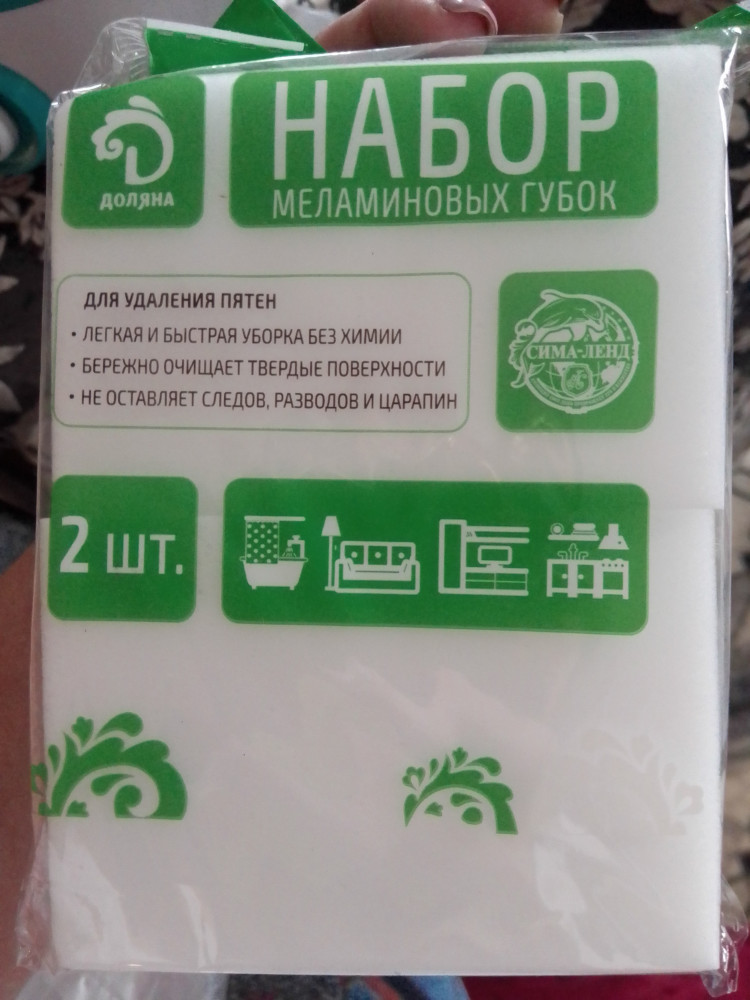 НАБОР
МЕЛАМИНОВЫХ ГУБОК
ДОЛЯНА
ДЛЯ УДАЛЕНИЯ ПЯТЕН
• ЛЕГКАЯ И БЫСТРАЯ УБОРКА БЕЗ ХИМИИ
• БЕРЕЖНО ОЧИЩАЕТ ТВЕРДЫЕ ПОВЕРХНОСТИ
• НЕ ОСТАВЛЯЕТ СЛЕДОВ, РАЗВОДОВ И ЦАРАПИН
СИМА-ЛЕНД
2 ШТ.